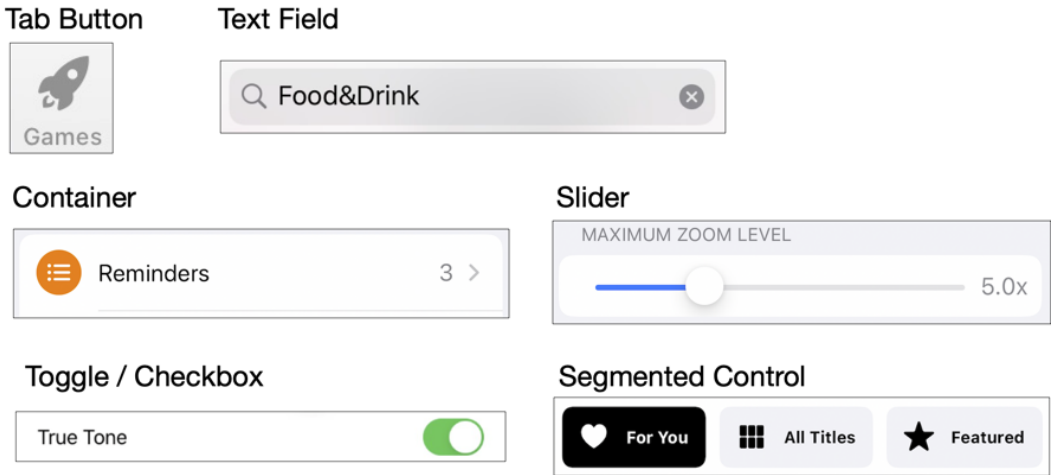 Tab Button
Text Field
Games
Food&Drink
Container
Slider
Reminders 3
MAXIMUM ZOOM LEVEL
5.0x
Toggle / Checkbox
Segmented Control
True Tone
For You All Titles Featured